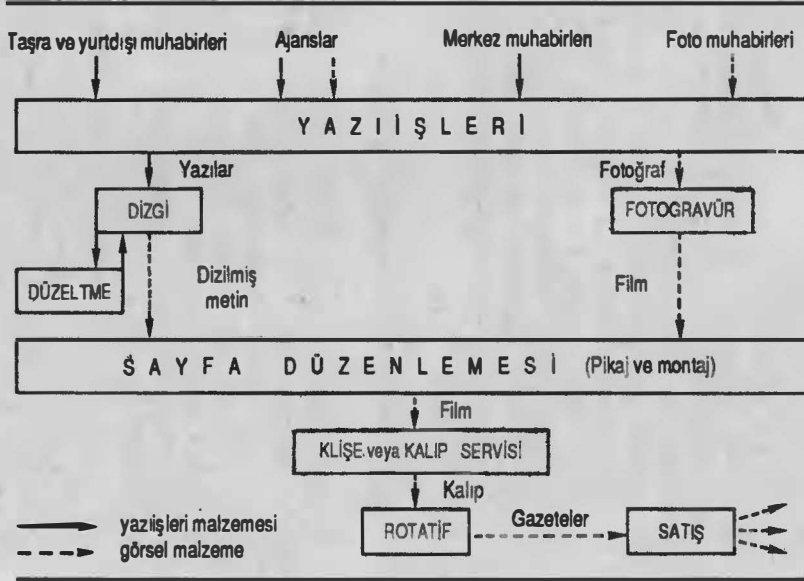 Taşra ve yurtdışı muhabirleri Ajanslar Merkez muhabirleri Foto muhabirleri
YAZIİŞLERİ
Yazılar Fotoğraf
DİZGİ FOTOGRAVÜR
DÜZELTME Dizilmiş metin Film
SAYFA DÜZENLEMESİ (Pikaj ve montaj)
Film
KLİŞE veya KALIP SERVİSİ
Kalıp
ROTATİF Gazeteler SATIŞ
yazıişleri malzemesi
görsel malzeme